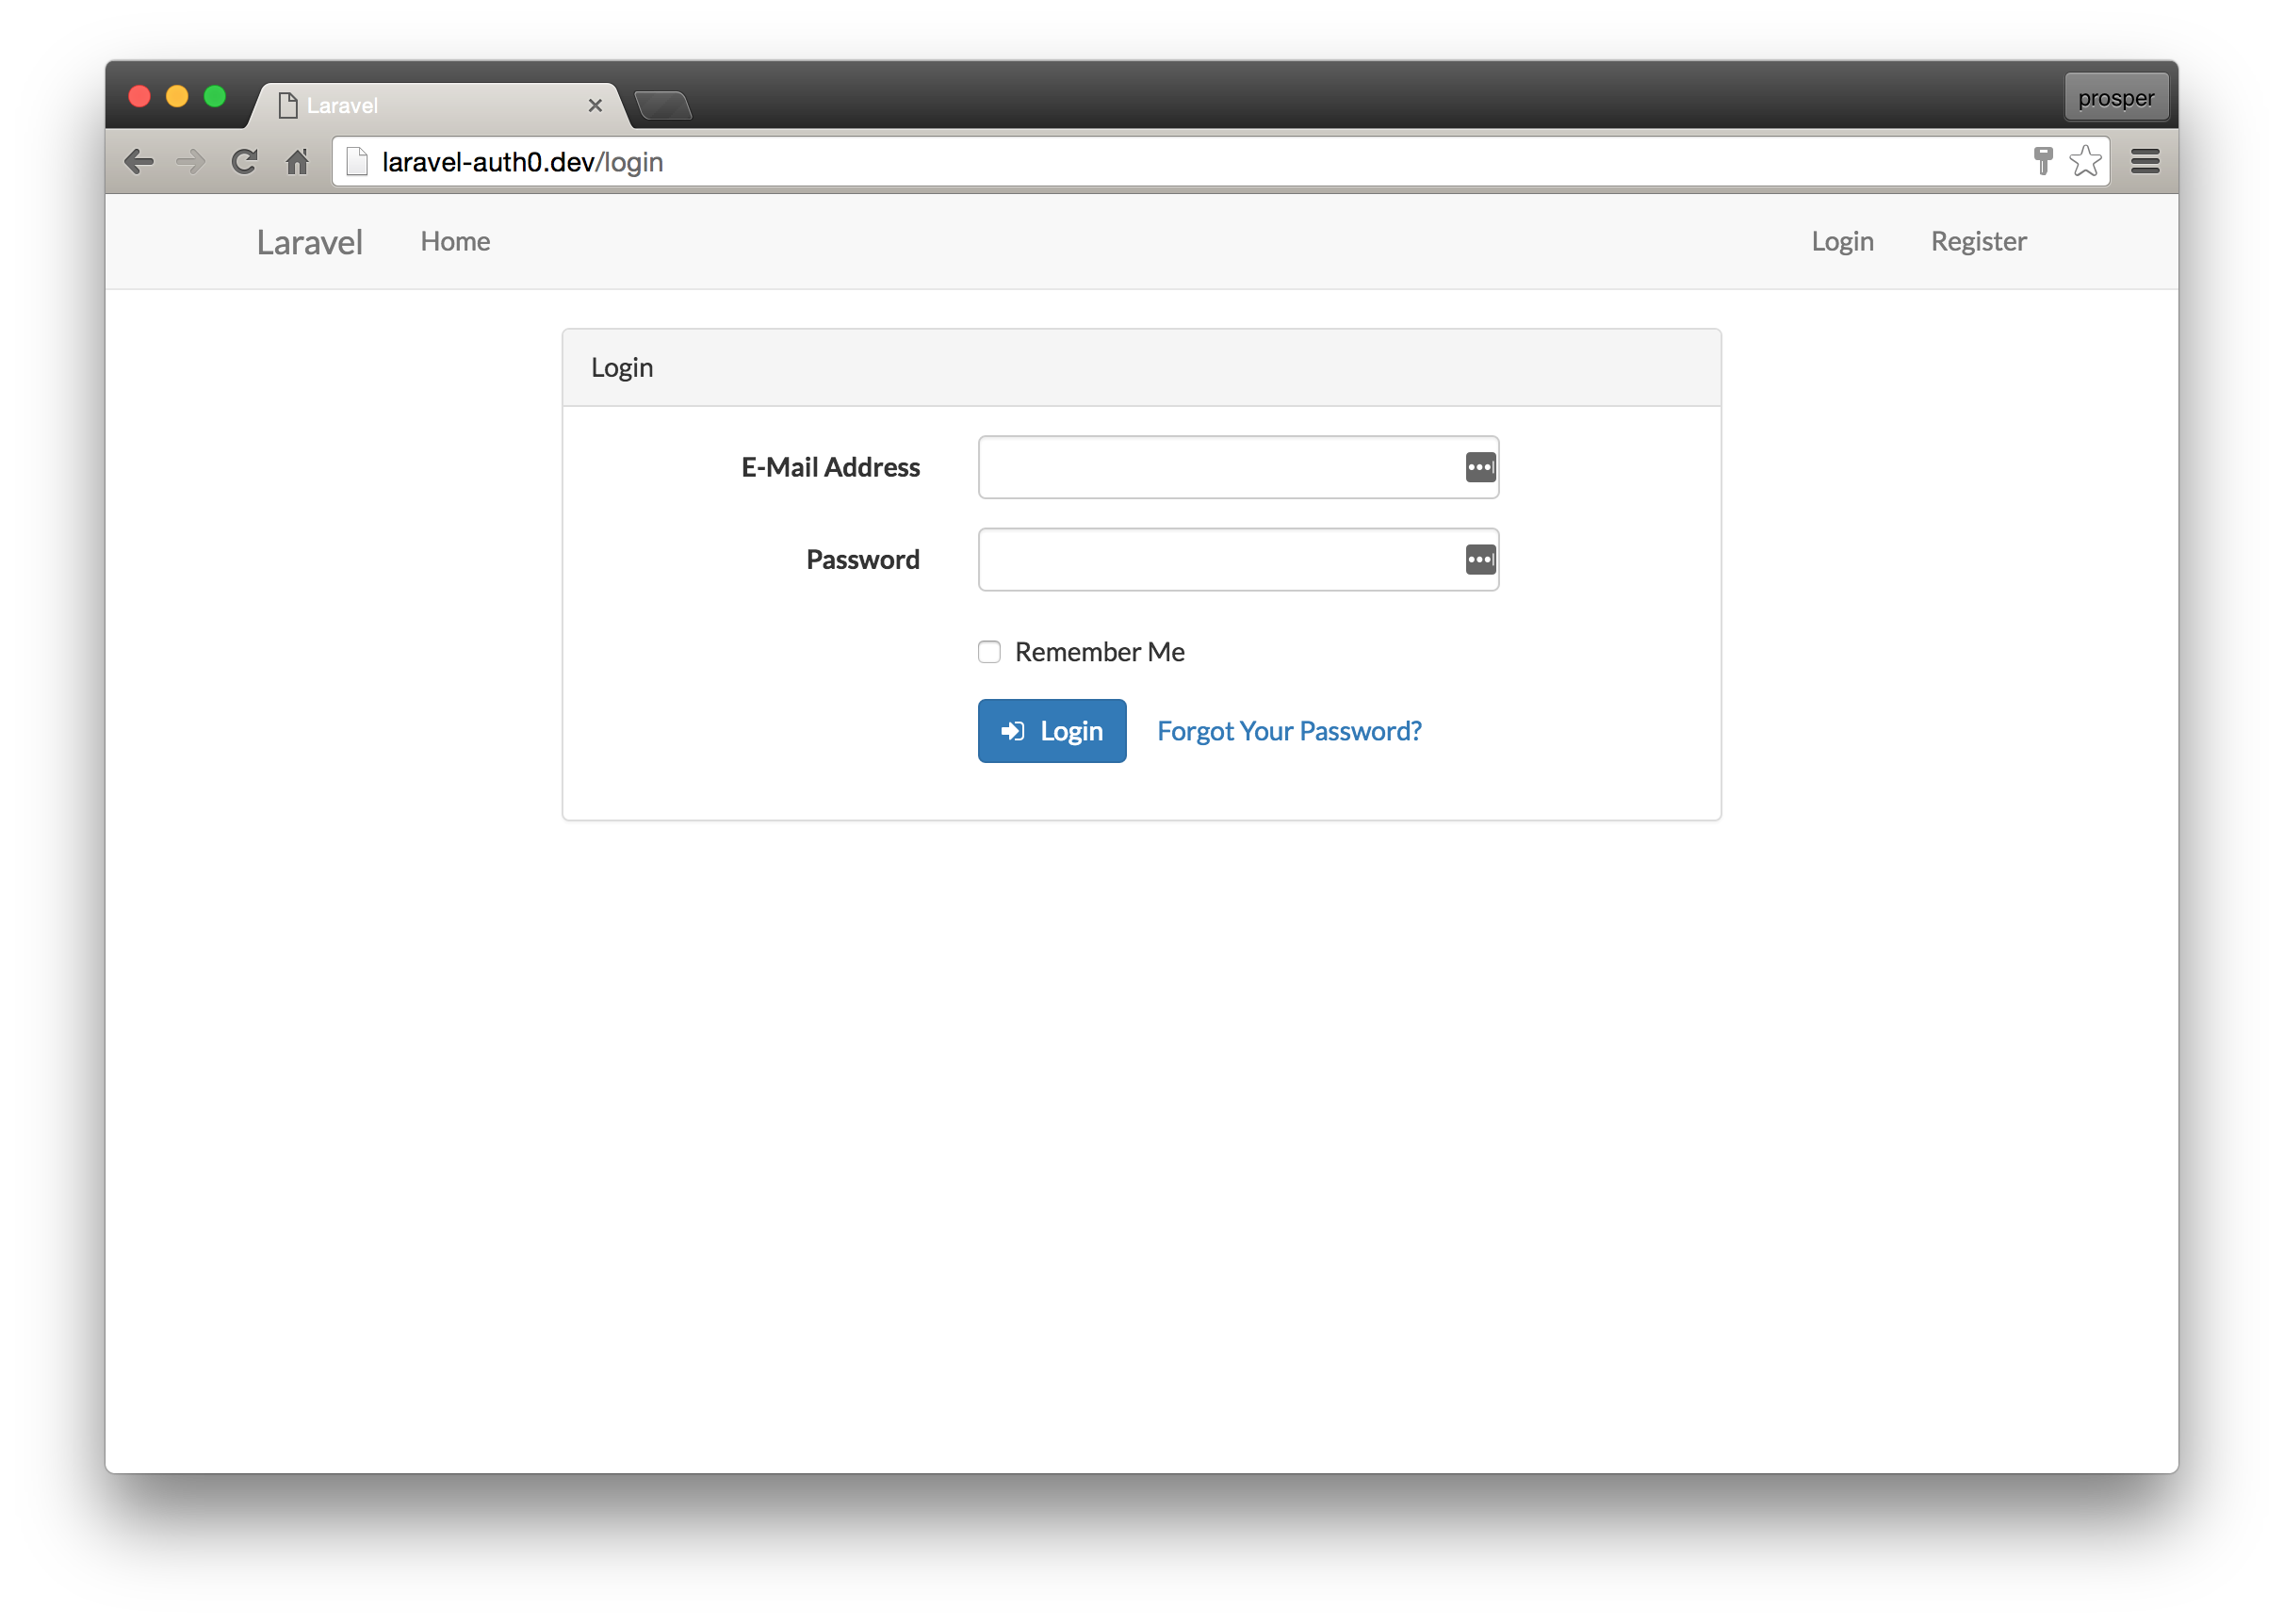 Laravel
prosper
laravel-auth0.dev/login
Laravel Home Login Register
Login
E-Mail Address
Password
Remember Me
Login Forgot Your Password?